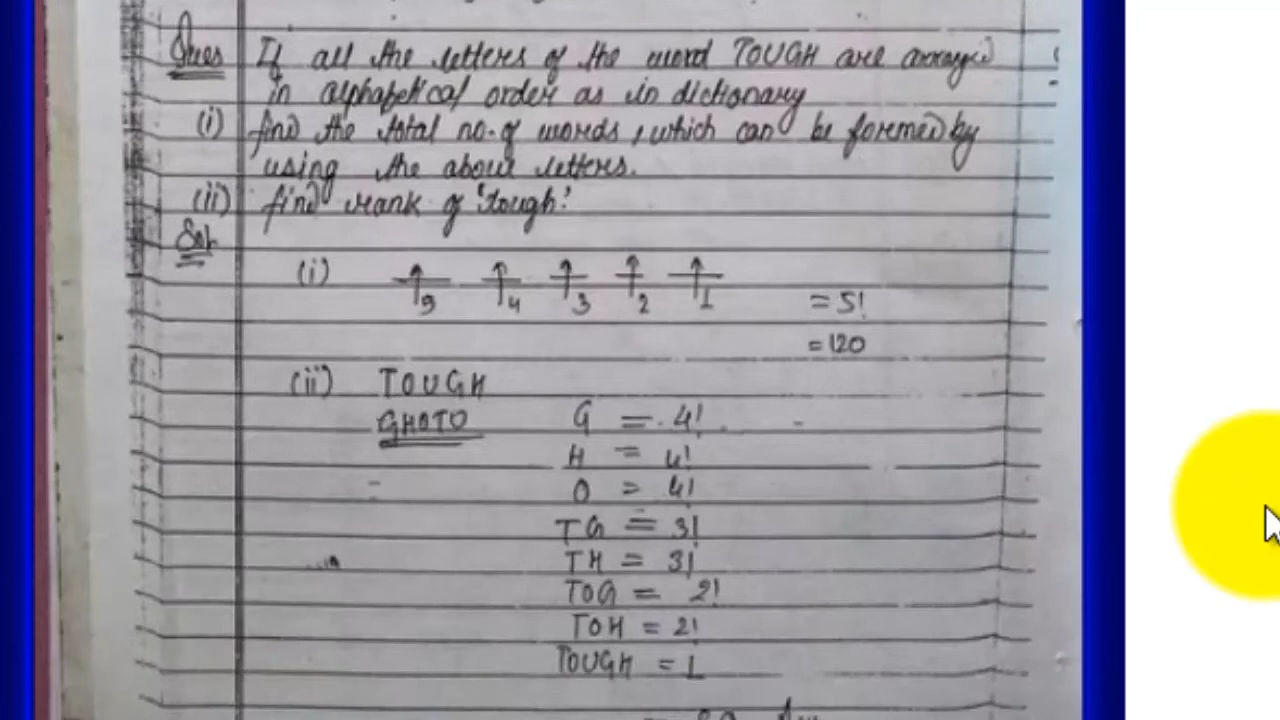 Ques If all the letters of the word TOUGH are arranged
in alphabetical order as in dictionary
(i) find the total no. of words, which can be formed by
using the above letters.
(ii) find rank of 'tough'.
Sol
(i) 5 4 3 2 1 = 5!
= 120
(ii) TOUGH
GHOTU G = 4!
H = 4!
O = 4!
TG = 3!
TH = 3!
TOG = 2!
TOH = 2!
TOUGH = 1
= 89 Ans